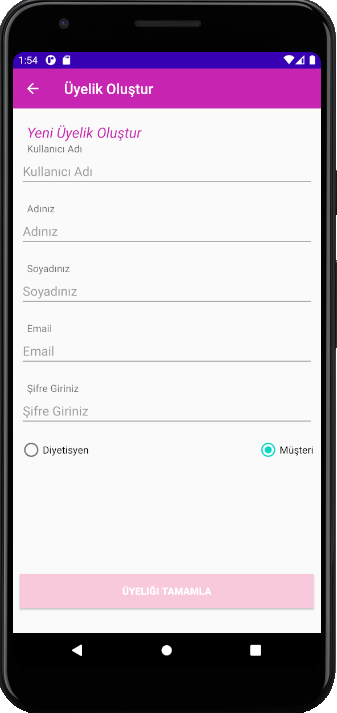 1:54
Üyelik Oluştur
Yeni Üyelik Oluştur
Kullanıcı Adı
Kullanıcı Adı
Adınız
Adınız
Soyadınız
Soyadınız
Email
Email
Şifre Giriniz
Şifre Giriniz
Diyetisyen Müşteri
ÜYELİĞİ TAMAMLA